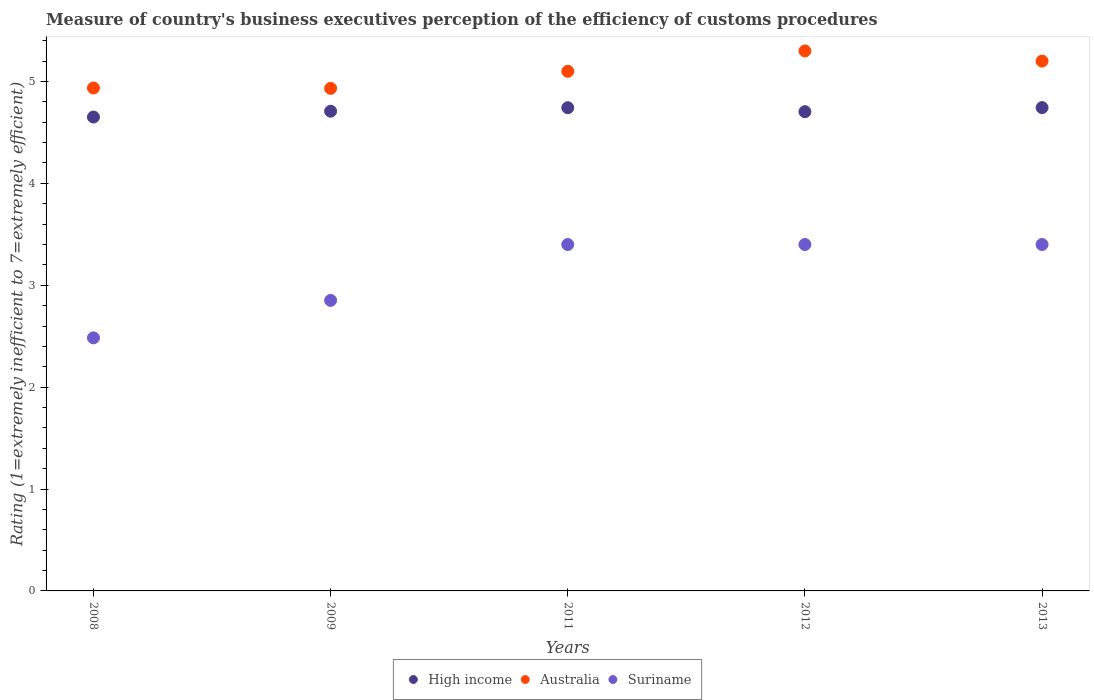 Measure of country's business executives perception of the efficiency of customs procedures
Rating (1=extremely inefficient to 7=extremely efficient)
5
4
3
2
1
0
2008
2009
2011
2012
2013
Years
High income
Australia
Suriname